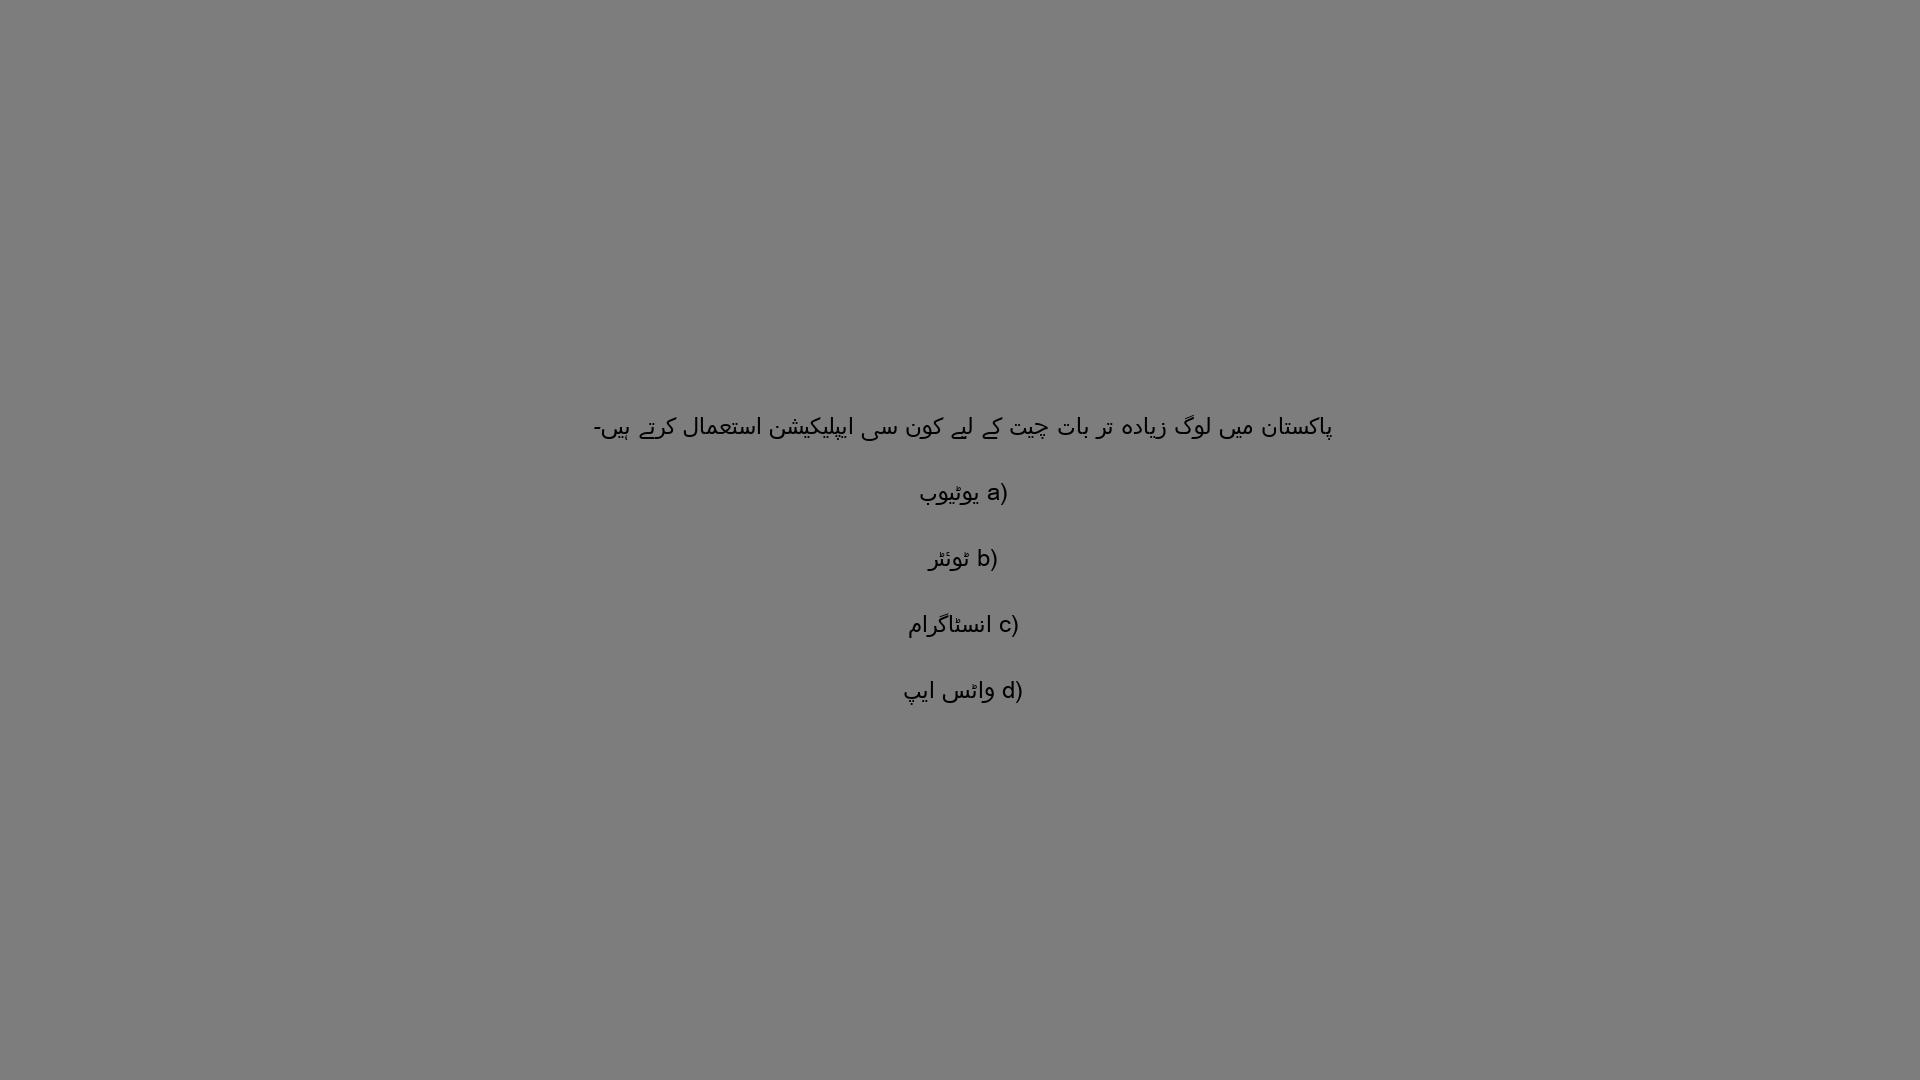 پاکستان میں لوگ زیادہ تر بات چیت کے لیے کون سی ایپلیکیشن استعمال کرتے ہیں-
a) یوٹیوب
b) ٹوئٹر
c) انسٹاگرام
d) واٹس ایپ